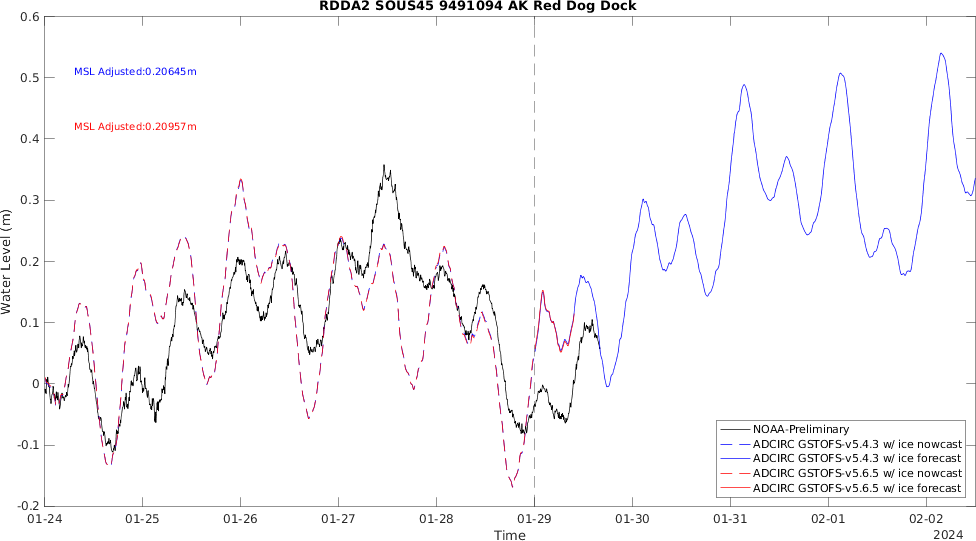 RDDA2 SOUS45 9491094 AK Red Dog Dock
0.6
0.5
0.4
0.3
0.2
0.1
0
-0.1
-0.2
Water Level (m)
MSL Adjusted:0.20645m
MSL Adjusted:0.20957m
NOAA-Preliminary
ADCIRC GSTOFS-v5.4.3 w/ ice nowcast
ADCIRC GSTOFS-v5.4.3 w/ ice forecast
ADCIRC GSTOFS-v5.6.5 w/ ice nowcast
ADCIRC GSTOFS-v5.6.5 w/ ice forecast
01-24 01-25 01-26 01-27 01-28 01-29 01-30 01-31 02-01 02-02
Time
2024